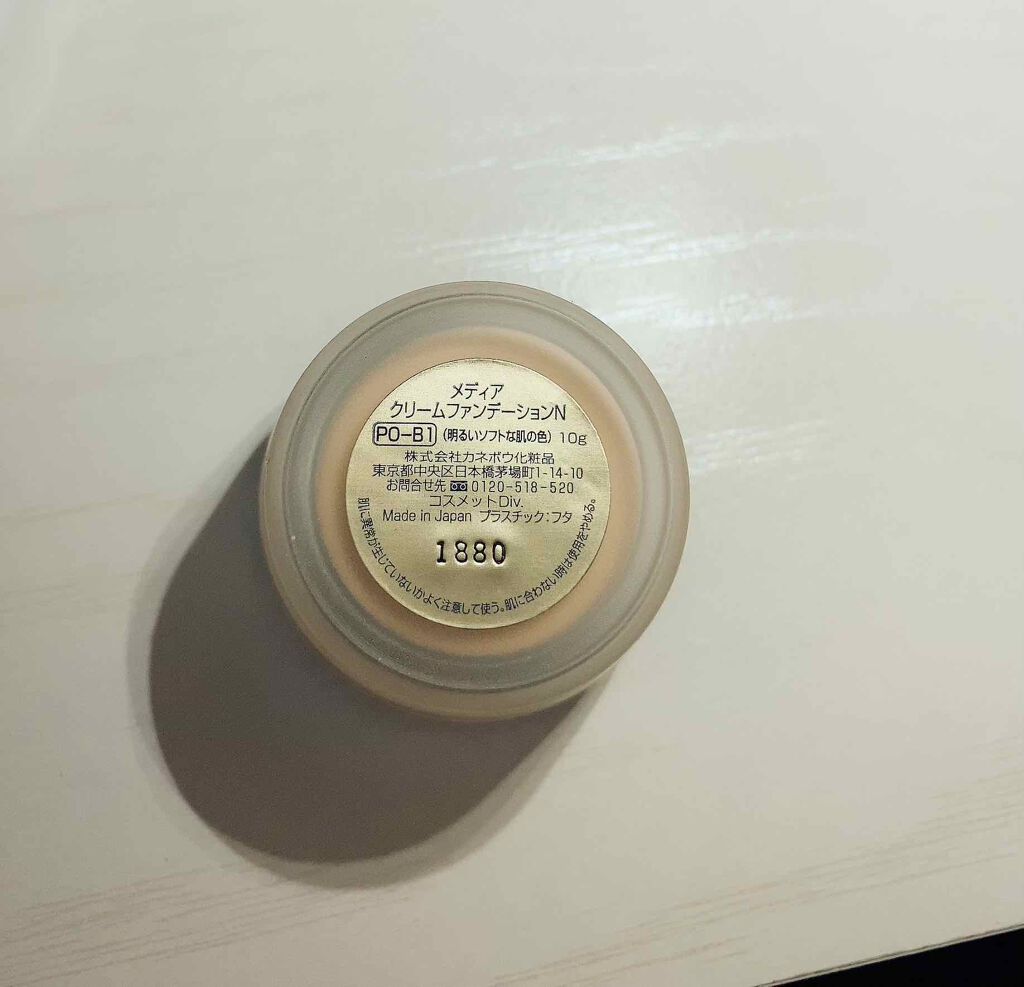 メディア
クリームファンデーションN
PO-B1 (明るいソフトな肌の色) 10g
株式会社カネボウ化粧品
東京都中央区日本橋茅場町1-14-10
お問合せ先 0120-518-520
コスメットDiv.
Made in Japan プラスチック:フタ
1880
肌に異常が生じていないかよく注意して使う。肌に合わない時は使用をやめる。